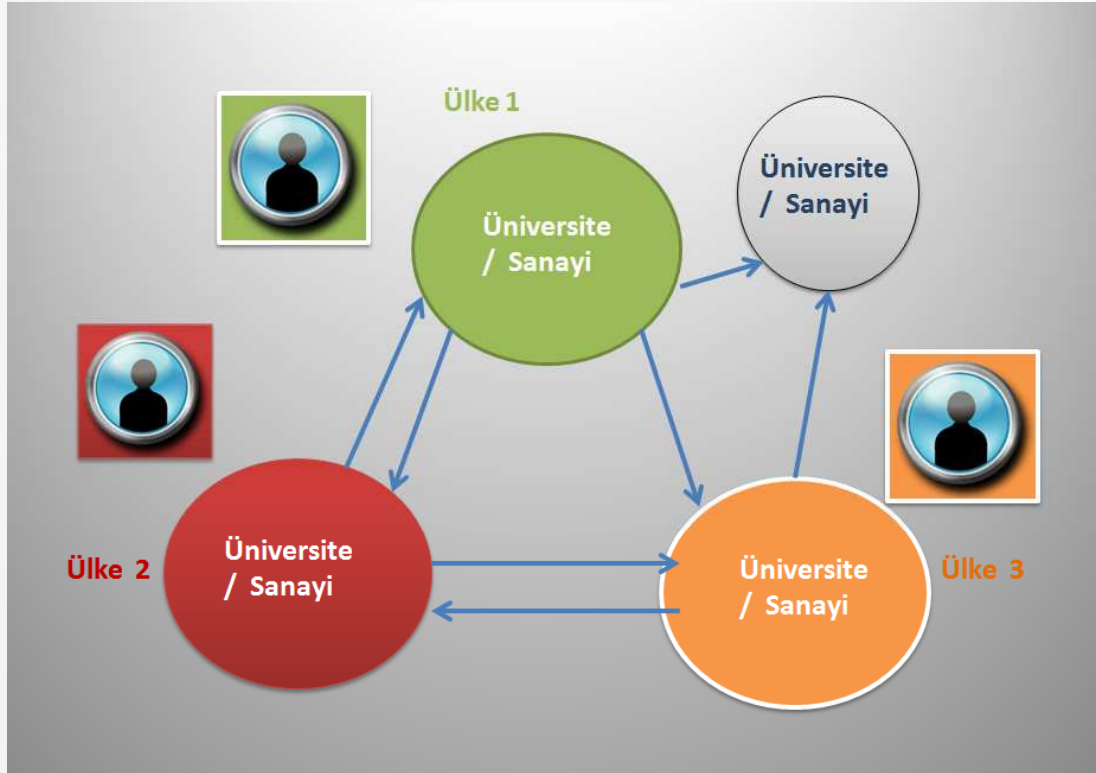 Ülke 1
Üniversite
/ Sanayi
Üniversite
/ Sanayi
Ülke 2
Üniversite
/ Sanayi
Üniversite
/ Sanayi
Ülke 3